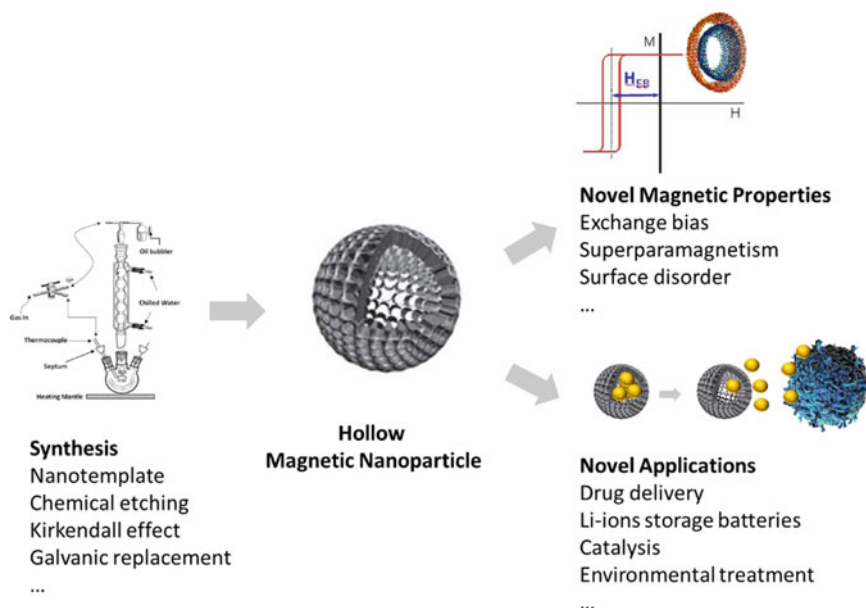 M
H_EB
H
Novel Magnetic Properties
Exchange bias
Superparamagnetism
Surface disorder
...
Oil bubbler
Gas In
Chilled Water
Thermocouple
Septum
Heating Mantle
Synthesis
Nanotemplate
Chemical etching
Kirkendall effect
Galvanic replacement
...
Hollow
Magnetic Nanoparticle
Novel Applications
Drug delivery
Li-ions storage batteries
Catalysis
Environmental treatment
...